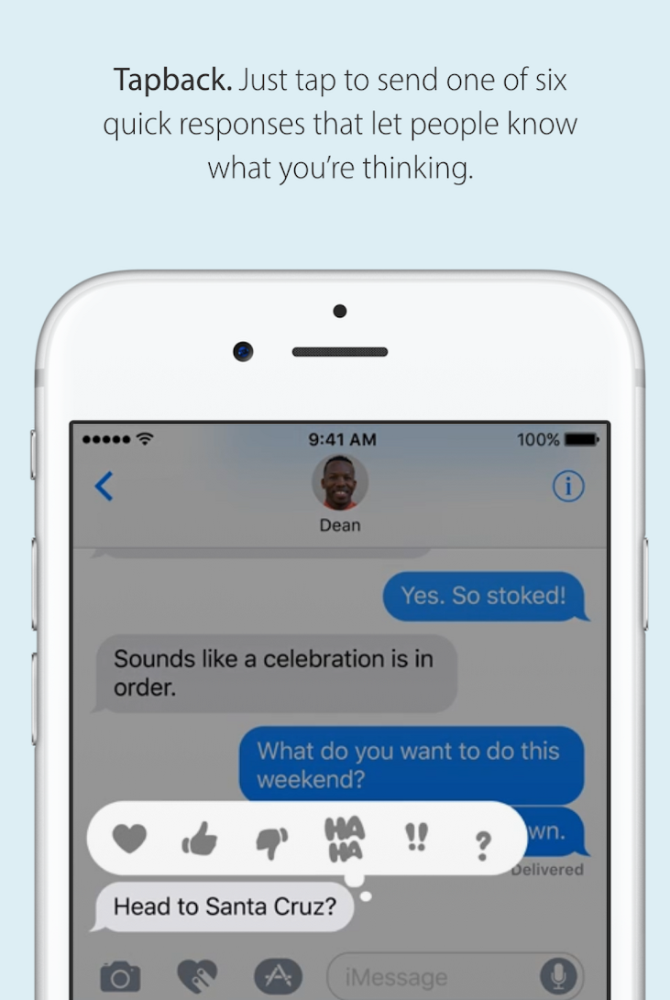 Tapback. Just tap to send one of six
quick responses that let people know
what you're thinking.
9:41 AM
100%
Dean
Yes. So stoked!
Sounds like a celebration is in
order.
What do you want to do this
weekend?
wn.
HA
HA
!!
?
Delivered
Head to Santa Cruz?
iMessage